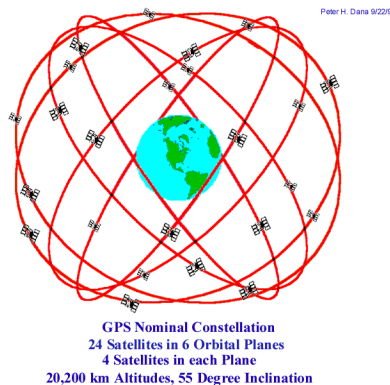 Peter H. Dana 9/22/9
GPS Nominal Constellation
24 Satellites in 6 Orbital Planes
4 Satellites in each Plane
20,200 km Altitudes, 55 Degree Inclination